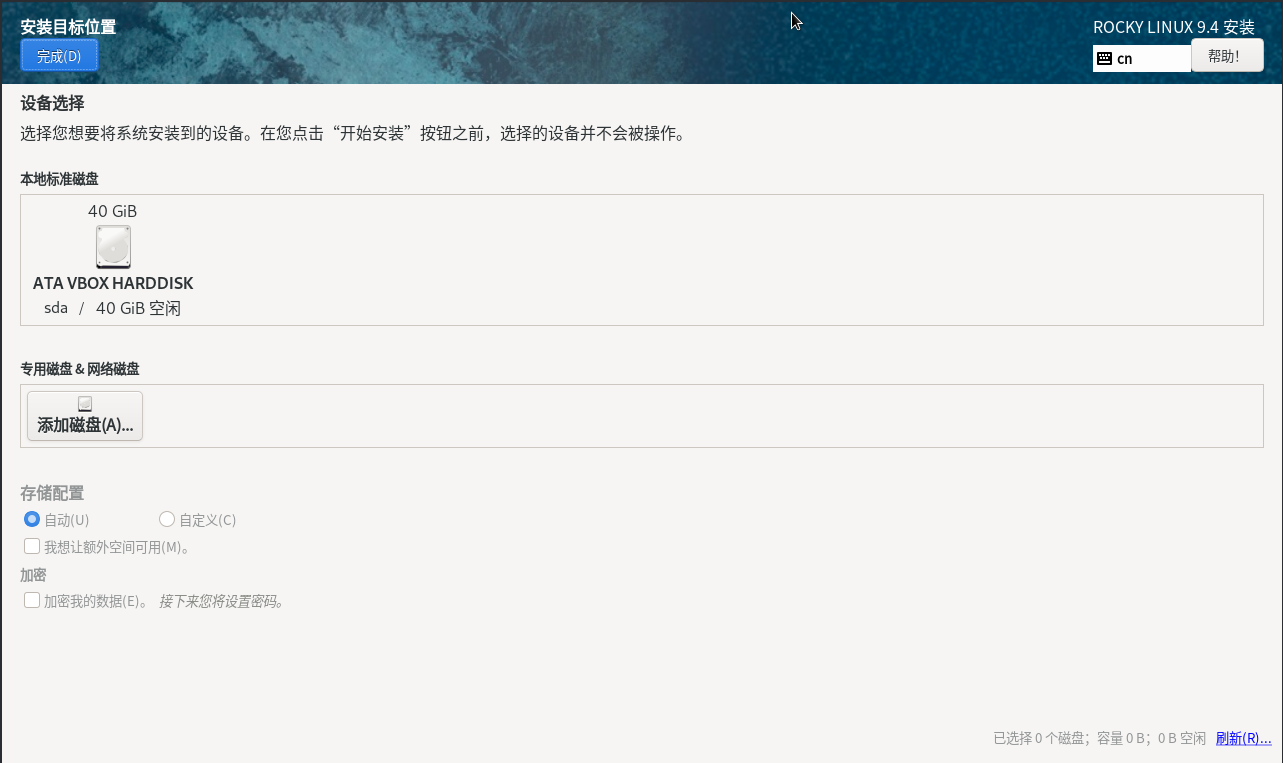 安装目标位置
ROCKY LINUX 9.4 安装
完成(D)
cn
帮助!
设备选择
选择您想要将系统安装到的设备。在您点击“开始安装”按钮之前，选择的设备并不会被操作。
本地标准磁盘
40 GiB
ATA VBOX HARDDISK
sda / 40 GiB 空闲
专用磁盘 & 网络磁盘
添加磁盘(A)...
存储配置
自动(U) 自定义(C)
我想让额外空间可用(M)。
加密
加密我的数据(E)。 接下来您将设置密码。
已选择 0 个磁盘；容量 0 B；0 B 空闲 刷新(R)...